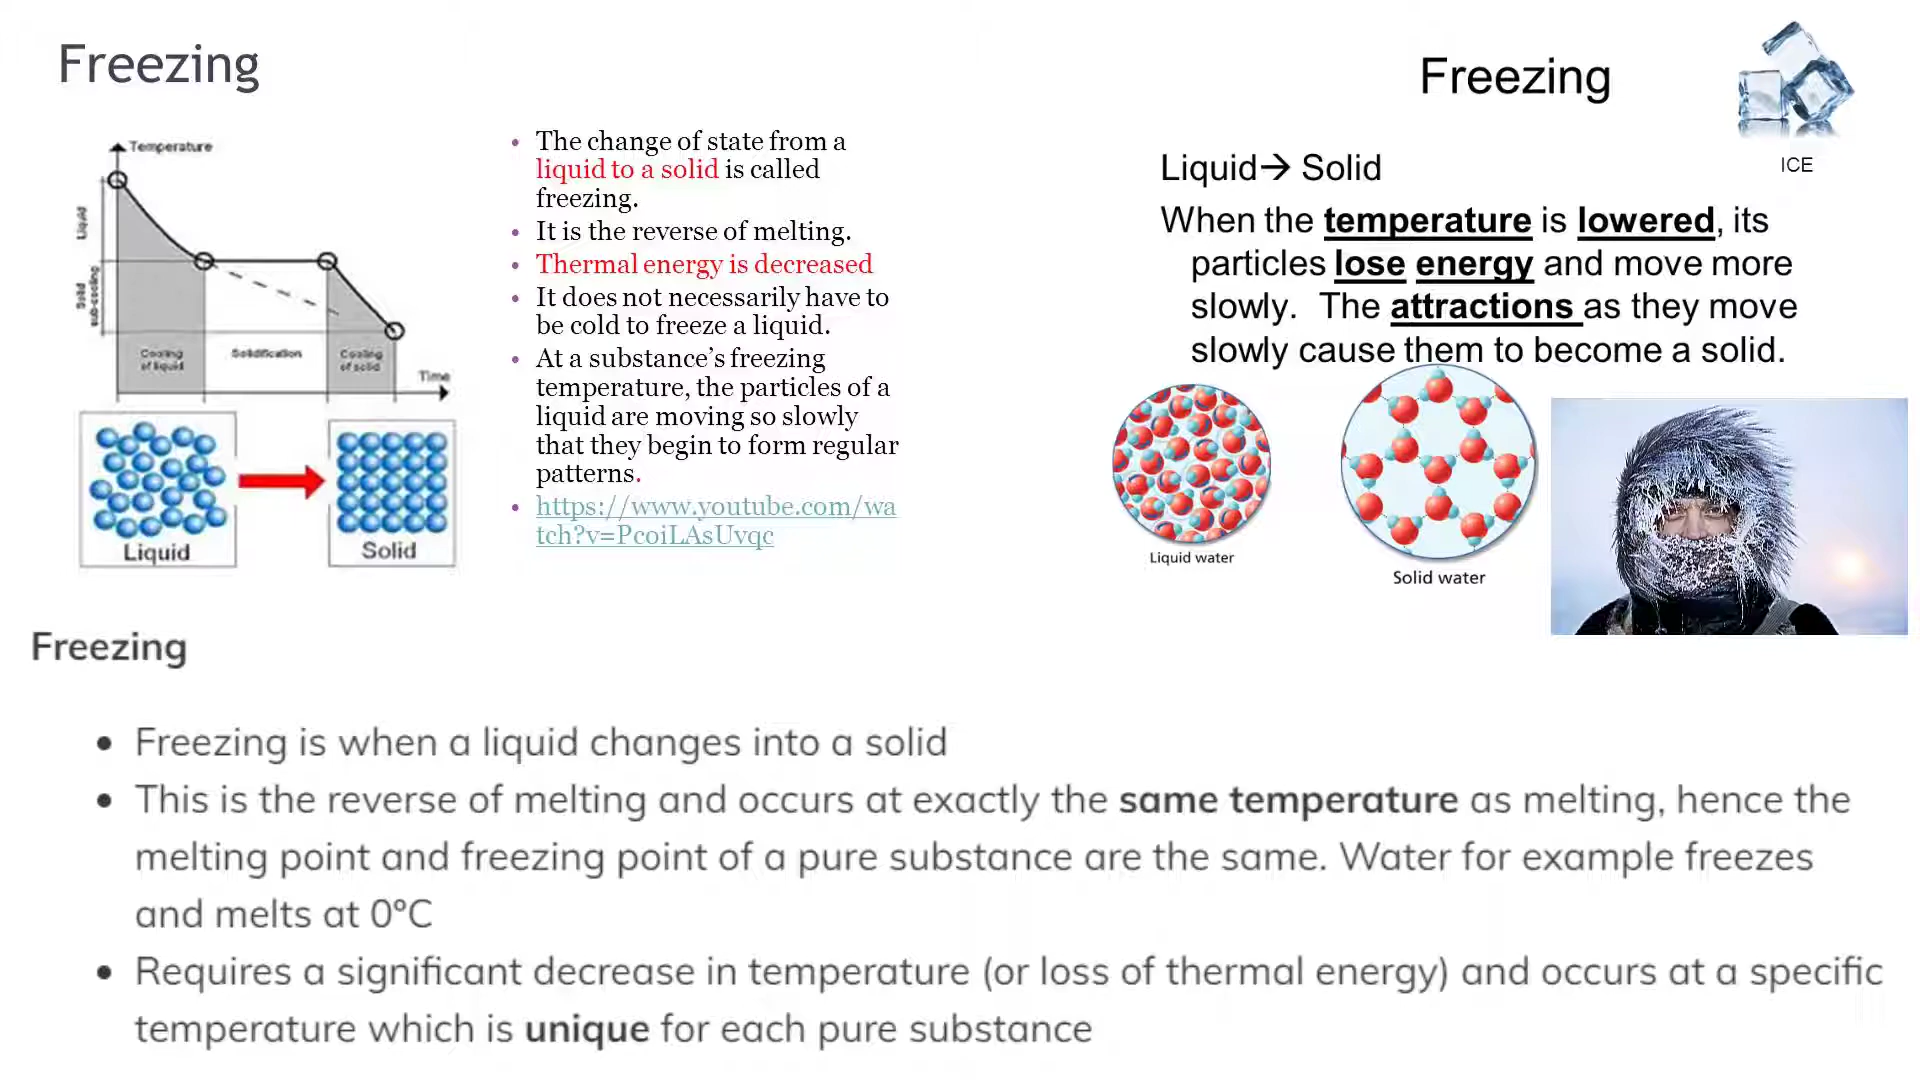 Freezing
Temperature
Liquid
Solid
sub-cooling
Cooling
of liquid
Solidification
Cooling
of solid
Time
Liquid
Solid
• The change of state from a
liquid to a solid is called
freezing.
• It is the reverse of melting.
• Thermal energy is decreased
• It does not necessarily have to
be cold to freeze a liquid.
• At a substance’s freezing
temperature, the particles of a
liquid are moving so slowly
that they begin to form regular
patterns.
• https://www.youtube.com/wa
tch?v=PcoiLAsUvqc
Freezing
ICE
Liquid→ Solid
When the temperature is lowered, its
particles lose energy and move more
slowly. The attractions as they move
slowly cause them to become a solid.
Liquid water
Solid water
Freezing
• Freezing is when a liquid changes into a solid
• This is the reverse of melting and occurs at exactly the same temperature as melting, hence the
melting point and freezing point of a pure substance are the same. Water for example freezes
and melts at 0°C
• Requires a significant decrease in temperature (or loss of thermal energy) and occurs at a specific
temperature which is unique for each pure substance